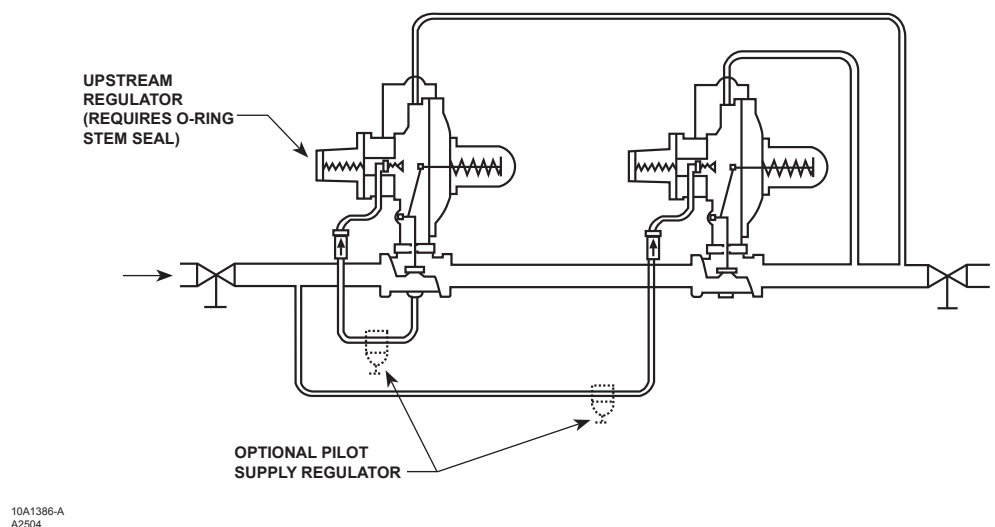 UPSTREAM
REGULATOR
(REQUIRES O-RING
STEM SEAL)
OPTIONAL PILOT
SUPPLY REGULATOR
10A1386-A
A2504